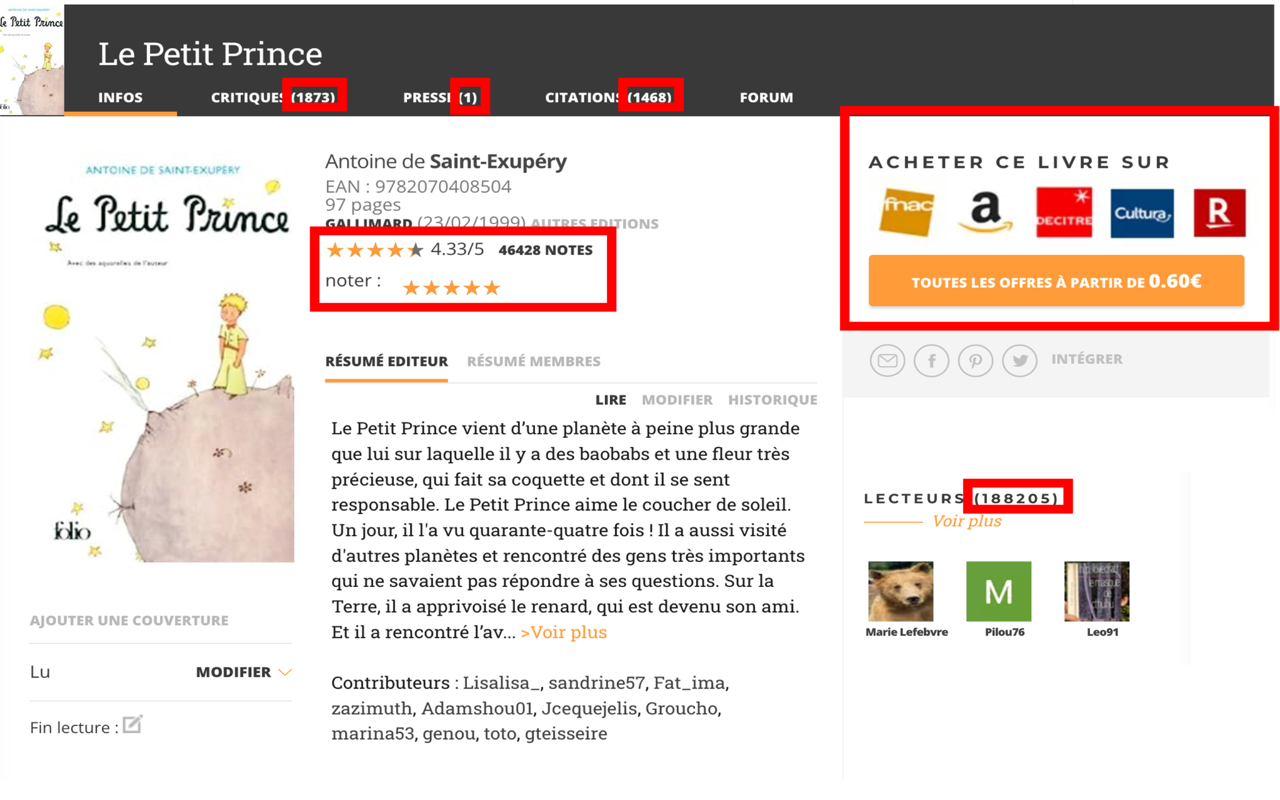 Le Petit Prince
Le Petit Prince
INFOS CRITIQUES (1873) PRESSE (1) CITATIONS (1468) FORUM
ANTOINE DE SAINT-EXUPÉRY
Le Petit Prince
Avec des aquarelles de l'auteur
folio
Antoine de Saint-Exupéry
EAN : 9782070408504
97 pages
GALLIMARD (23/02/1999) AUTRES EDITIONS
4.33/5 46428 NOTES
noter :
RÉSUMÉ EDITEUR RÉSUMÉ MEMBRES
LIRE MODIFIER HISTORIQUE
Le Petit Prince vient d’une planète à peine plus grande
que lui sur laquelle il y a des baobabs et une fleur très
précieuse, qui fait sa coquette et dont il se sent
responsable. Le Petit Prince aime le coucher de soleil.
Un jour, il l'a vu quarante-quatre fois ! Il a aussi visité
d'autres planètes et rencontré des gens très importants
qui ne savaient pas répondre à ses questions. Sur la
Terre, il a apprivoisé le renard, qui est devenu son ami.
Et il a rencontré l’av... >Voir plus
Contributeurs : Lisalisa_, sandrine57, Fat_ima,
zazimuth, Adamshou01, Jcequejelis, Groucho,
marina53, genou, toto, gteisseire
AJOUTER UNE COUVERTURE
Lu MODIFIER
Fin lecture :
ACHETER CE LIVRE SUR
fnac a DECITRE Cultura R
TOUTES LES OFFRES À PARTIR DE 0.60€
INTÉGRER
LECTEURS (188205)
Voir plus
M
Marie Lefebvre Pilou76 Leo91